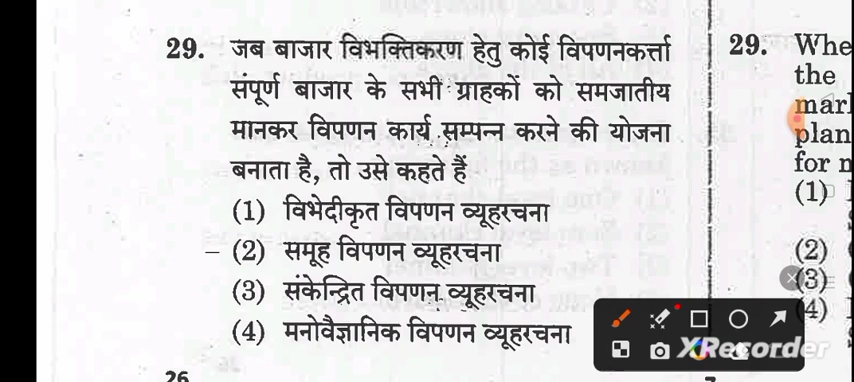 29. जब बाजार विभक्तिकरण हेतु कोई विपणनकर्त्ता
संपूर्ण बाजार के सभी ग्राहकों को समजातीय
मानकर विपणन कार्य सम्पन्न करने की योजना
बनाता है, तो उसे कहते हैं
(1) विभेदीकृत विपणन व्यूहरचना
– (2) समूह विपणन व्यूहरचना
(3) संकेन्द्रित विपणन व्यूहरचना
(4) मनोवैज्ञानिक विपणन व्यूहरचना
26
29. Whe
the
marl
plan
for n
(1)
(2)
(3)
(4)
XRecorder